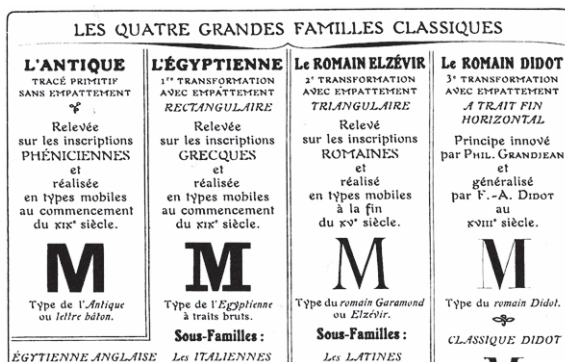 LES QUATRE GRANDES FAMILLES CLASSIQUES
L'ANTIQUE
TRACÉ PRIMITIF
SANS EMPATTEMENT
Relevée
sur les inscriptions
PHÉNICIENNES
et
réalisée
en types mobiles
au commencement
du XIXe siècle.
M
Type de l'Antique
ou lettre bâton.
ÉGYTIENNE ANGLAISE
L'ÉGYPTIENNE
1re TRANSFORMATION
AVEC EMPATTEMENT
RECTANGULAIRE
Relevée
sur les inscriptions
GRECQUES
et
réalisée
en types mobiles
au commencement
du XIXe siècle.
M
Type de l'Egyptienne
à traits bruts.
Sous-Familles :
Les ITALIENNES
Le ROMAIN ELZÉVIR
2e TRANSFORMATION
AVEC EMPATTEMENT
TRIANGULAIRE
Relevé
sur les inscriptions
ROMAINES
et
réalisé
en types mobiles
à la fin
du XVe siècle.
M
Type du romain Garamond
ou Elzévir.
Sous-Familles :
Les LATINES
Le ROMAIN DIDOT
3e TRANSFORMATION
AVEC EMPATTEMENT
A TRAIT FIN
HORIZONTAL
Principe innové
par PHIL. GRANDJEAN
et
généralisé
par F.-A. DIDOT
au
XVIIIe siècle.
M
Type du romain Didot.
CLASSIQUE DIDOT